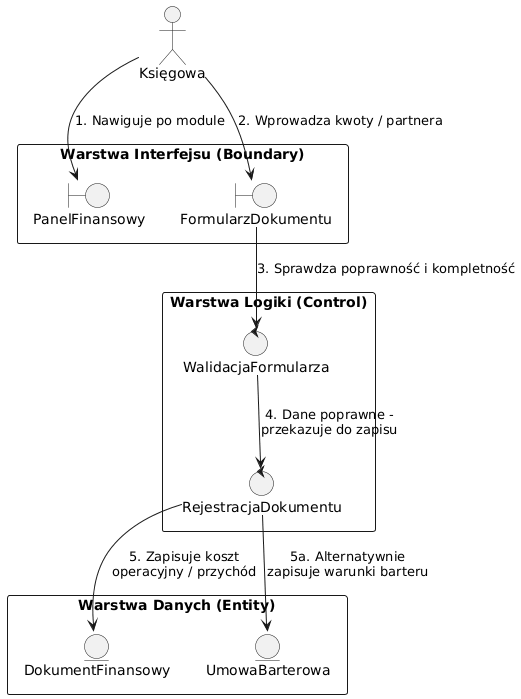 Księgowa
1. Nawiguje po module
2. Wprowadza kwoty / partnera
Warstwa Interfejsu (Boundary)
PanelFinansowy
FormularzDokumentu
3. Sprawdza poprawność i kompletność
Warstwa Logiki (Control)
WalidacjaFormularza
4. Dane poprawne -
przekazuje do zapisu
RejestracjaDokumentu
5. Zapisuje koszt
operacyjny / przychód
5a. Alternatywnie
zapisuje warunki barteru
Warstwa Danych (Entity)
DokumentFinansowy
UmowaBarterowa